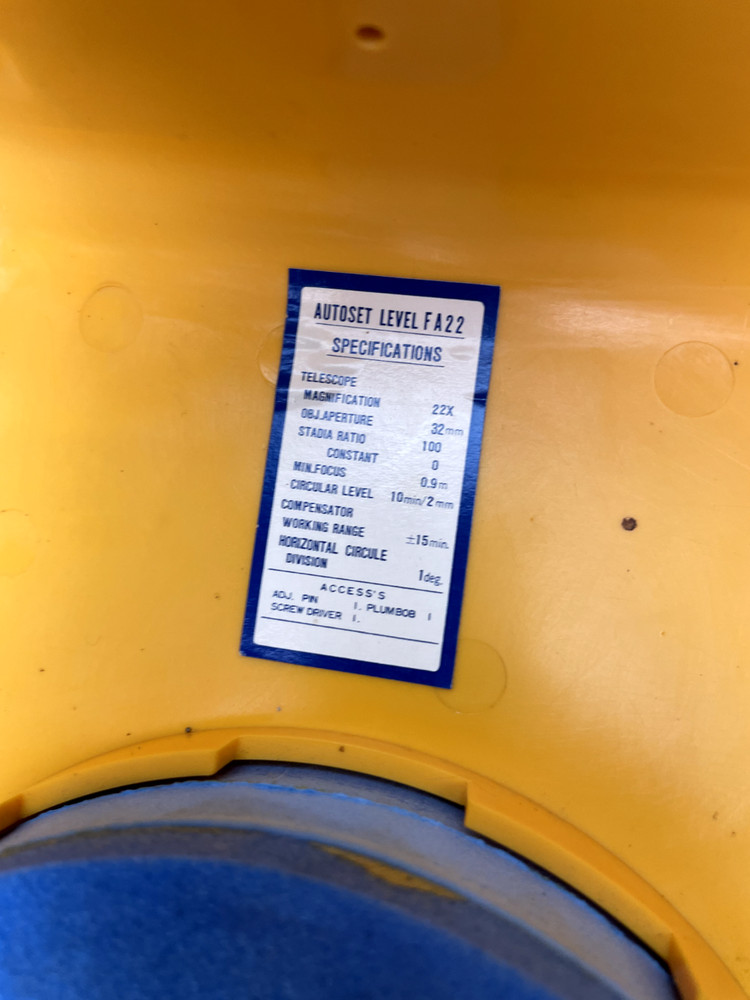 AUTOSET LEVEL FA22
SPECIFICATIONS
TELESCOPE
MAGNIFICATION 22X
OBJ.APERTURE 32mm
STADIA RATIO 100
CONSTANT 0
MIN.FOCUS 0.9m
CIRCULAR LEVEL 10min/2mm
COMPENSATOR
WORKING RANGE ±15min.
HORIZONTAL CIRCULE
DIVISION 1deg.
ACCESS'S
ADJ. PIN 1. PLUMBOB 1
SCREW DRIVER 1.